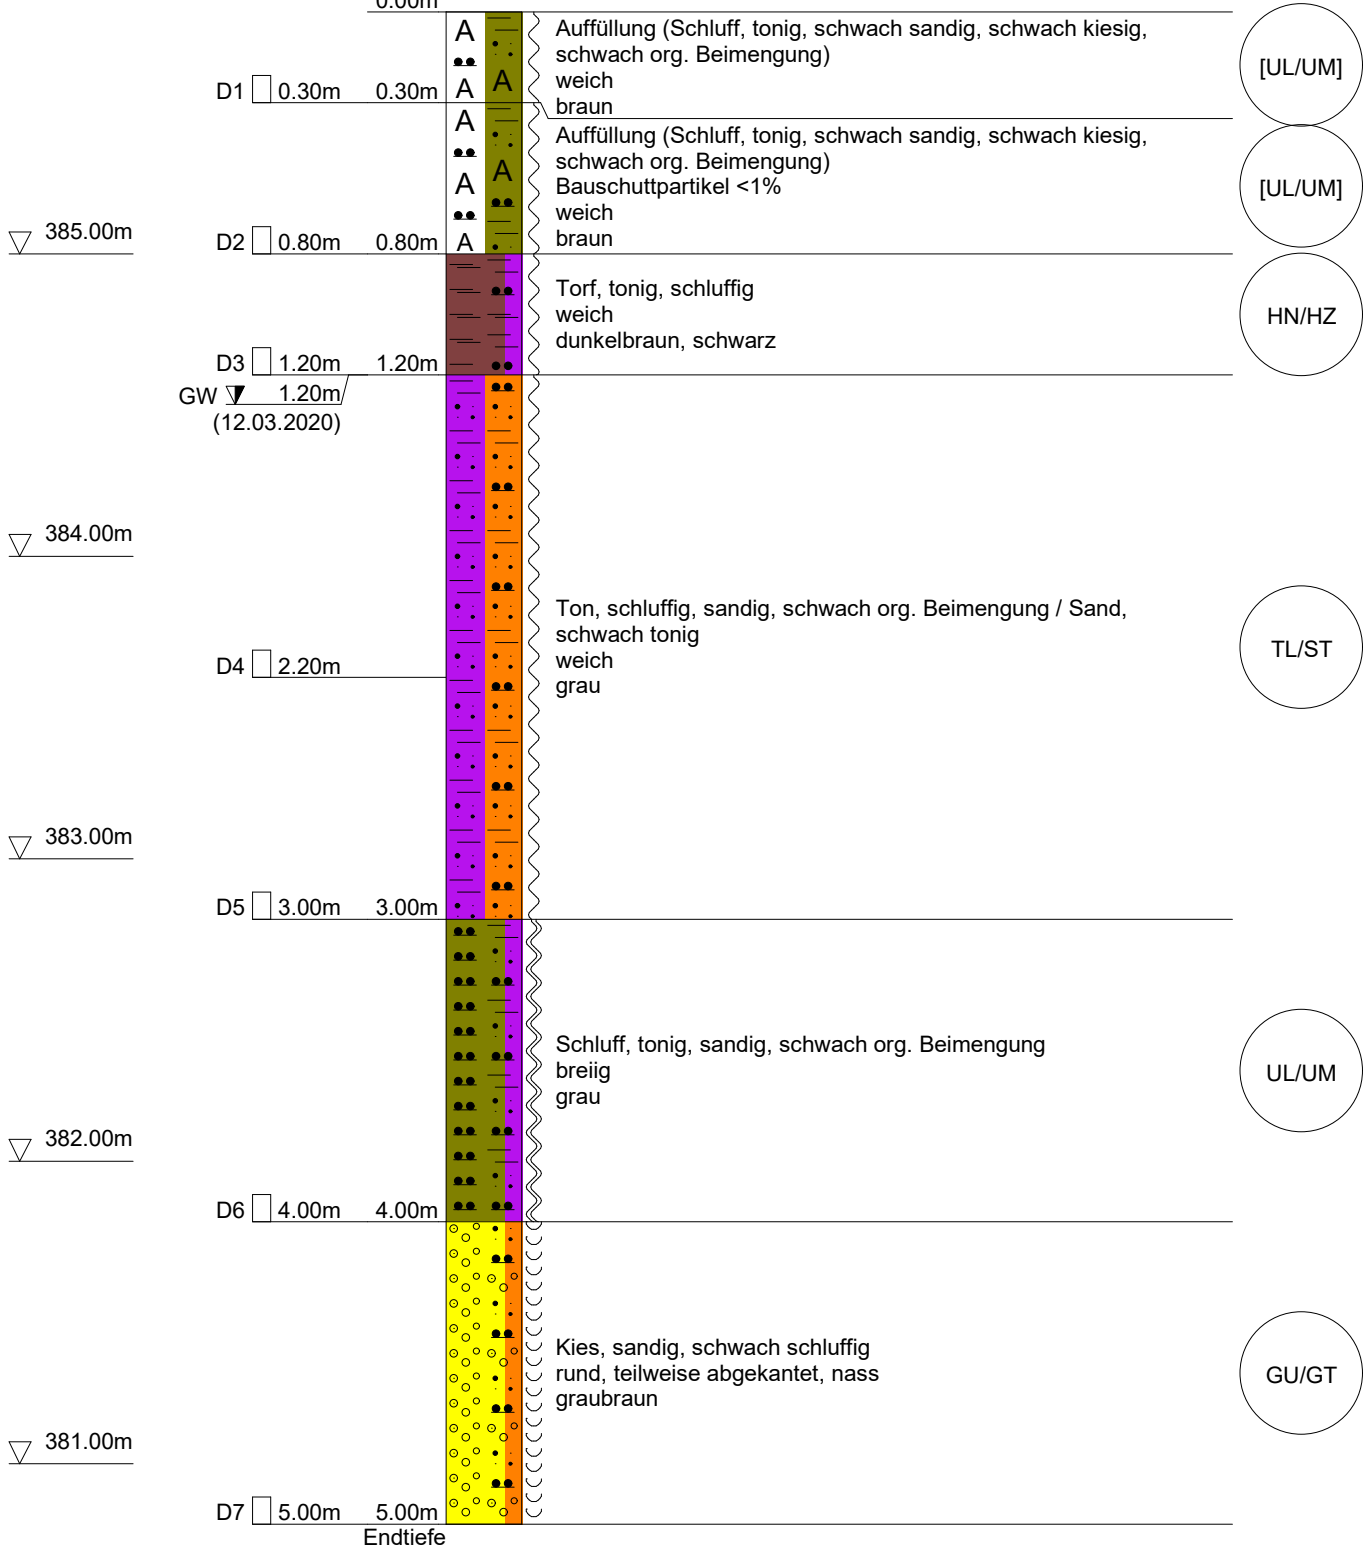 0.00m
A
Auffüllung (Schluff, tonig, schwach sandig, schwach kiesig,
schwach org. Beimengung)
weich
braun
[UL/UM]
A
A
D1 0.30m 0.30m
A
Auffüllung (Schluff, tonig, schwach sandig, schwach kiesig,
schwach org. Beimengung)
Bauschuttpartikel <1%
weich
braun
[UL/UM]
A
A
385.00m
D2 0.80m 0.80m
A
Torf, tonig, schluffig
weich
dunkelbraun, schwarz
HN/HZ
D3 1.20m 1.20m
GW 1.20m
(12.03.2020)
384.00m
Ton, schluffig, sandig, schwach org. Beimengung / Sand,
schwach tonig
weich
grau
TL/ST
D4 2.20m
383.00m
D5 3.00m 3.00m
Schluff, tonig, sandig, schwach org. Beimengung
breiig
grau
UL/UM
382.00m
D6 4.00m 4.00m
Kies, sandig, schwach schluffig
rund, teilweise abgekantet, nass
graubraun
GU/GT
381.00m
D7 5.00m 5.00m
Endtiefe